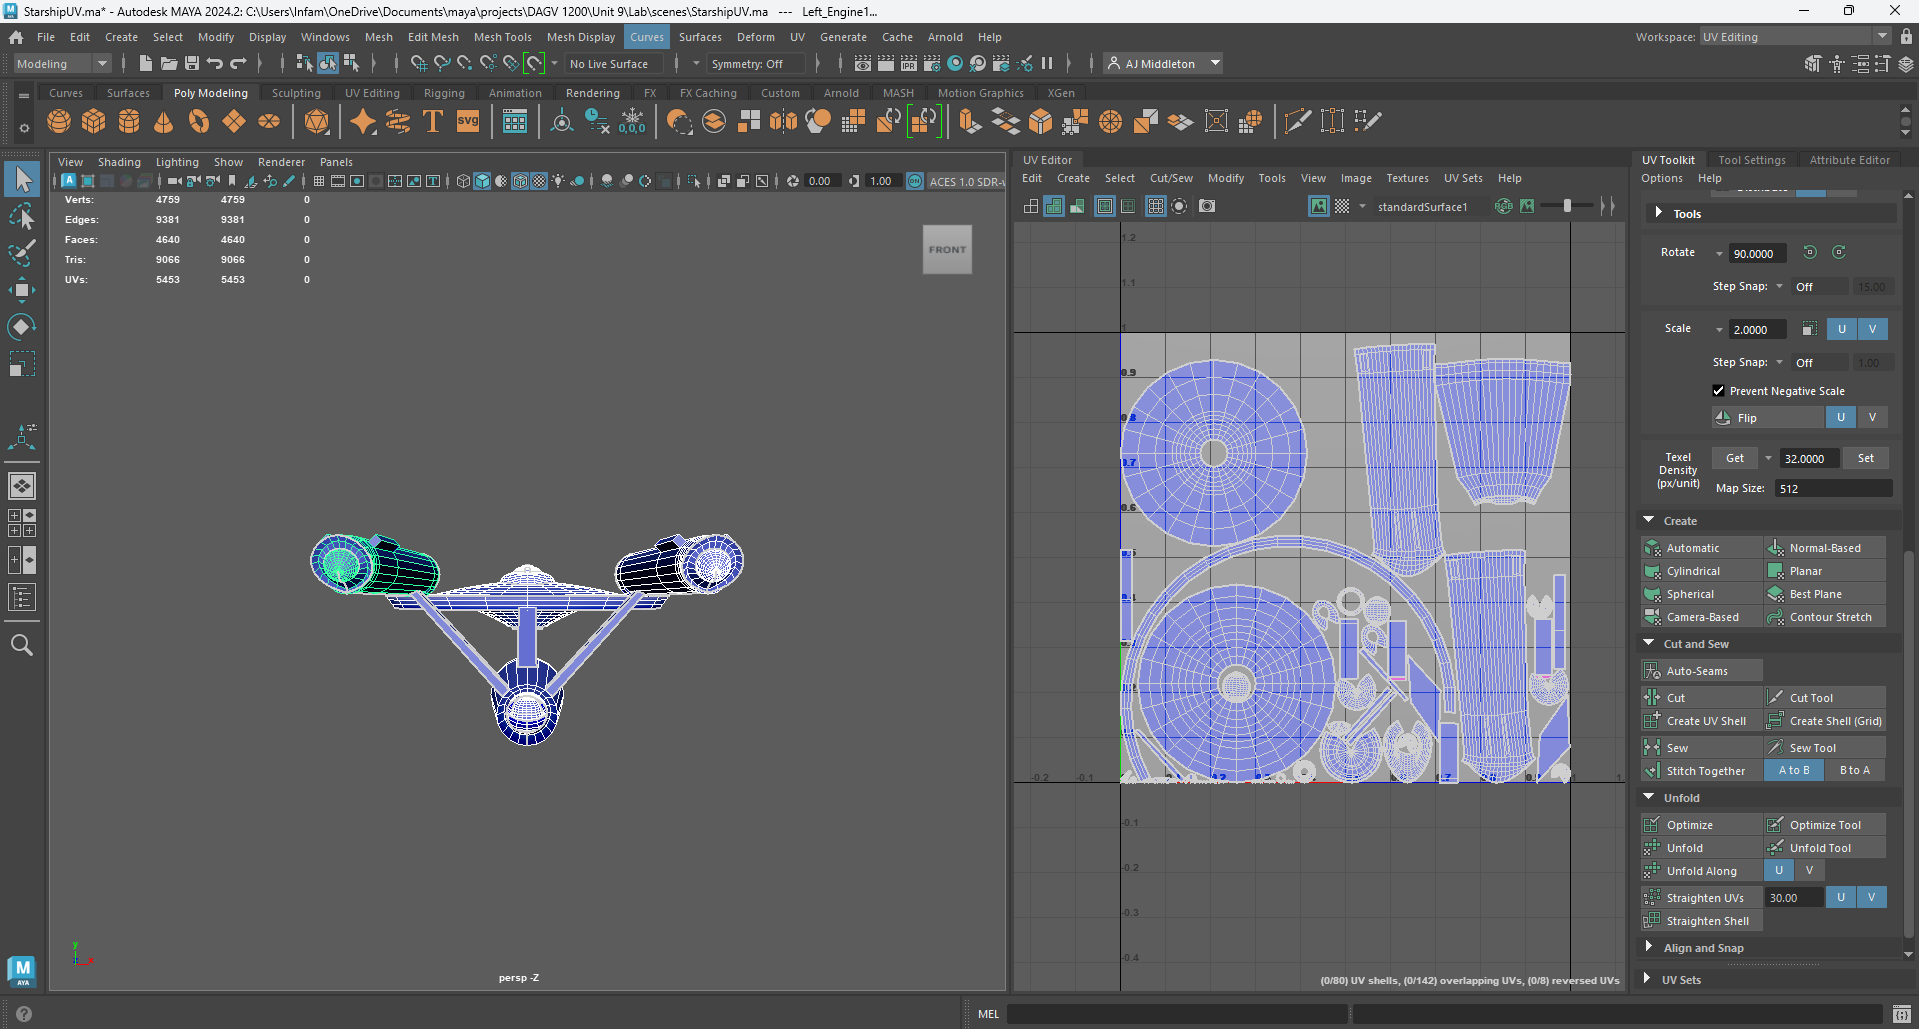 StarshipUV.ma* - Autodesk MAYA 2024.2: C:\Users\Infam\OneDrive\Documents\maya\projects\DAGV 1200\Unit 9\Lab\scenes\StarshipUV.ma --- Left_Engine1...
File Edit Create Select Modify Display Windows Mesh Edit Mesh Mesh Tools Mesh Display Curves Surfaces Deform UV Generate Cache Arnold Help
Workspace: UV Editing
Modeling No Live Surface Symmetry: Off AJ Middleton
Curves Surfaces Poly Modeling Sculpting UV Editing Rigging Animation Rendering FX FX Caching Custom Arnold MASH Motion Graphics XGen
View Shading Lighting Show Renderer Panels
0.00 1.00 ACES 1.0 SDR-v
Verts: 4759 4759 0
Edges: 9381 9381 0
Faces: 4640 4640 0
Tris: 9066 9066 0
UVs: 5453 5453 0
FRONT
persp -Z
UV Editor
Edit Create Select Cut/Sew Modify Tools View Image Textures UV Sets Help
standardSurface1
1.2
1.1
1
0.9
0.8
0.7
0.6
-0.2 -0.1
-0.1
-0.2
-0.3
-0.4
(0/80) UV shells, (0/142) overlapping UVs, (0/8) reversed UVs
UV Toolkit Tool Settings Attribute Editor
Options Help
Tools
Rotate 90.0000
Step Snap: Off 15.00
Scale 2.0000 U V
Step Snap: Off 1.00
Prevent Negative Scale
Flip U V
Texel Density (px/unit) Get 32.0000 Set
Map Size: 512
Create
Automatic Normal-Based
Cylindrical Planar
Spherical Best Plane
Camera-Based Contour Stretch
Cut and Sew
Auto-Seams
Cut Cut Tool
Create UV Shell Create Shell (Grid)
Sew Sew Tool
Stitch Together A to B B to A
Unfold
Optimize Optimize Tool
Unfold Unfold Tool
Unfold Along U V
Straighten UVs 30.00 U V
Straighten Shell
Align and Snap
UV Sets
MEL